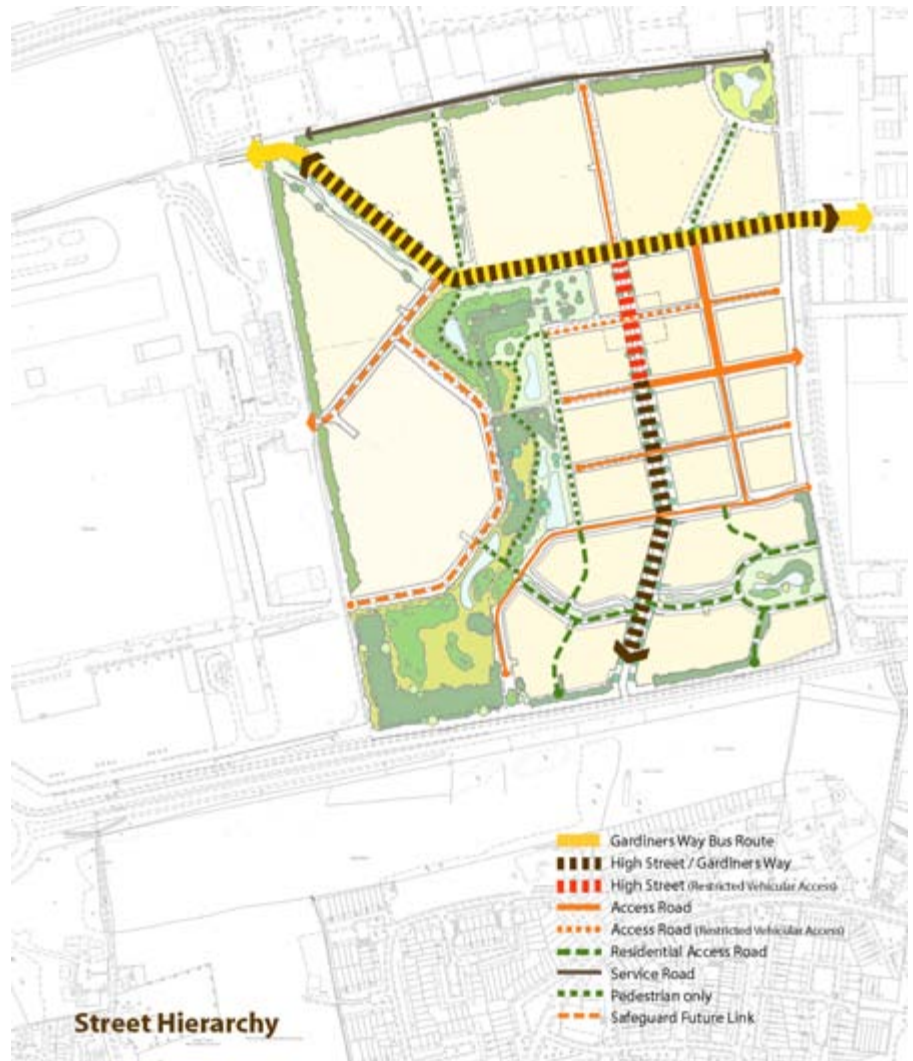 Gardiners Way Bus Route
High Street / Gardiners Way
High Street (Restricted Vehicular Access)
Access Road
Access Road (Restricted Vehicular Access)
Residential Access Road
Service Road
Pedestrian only
Safeguard Future Link
Street Hierarchy